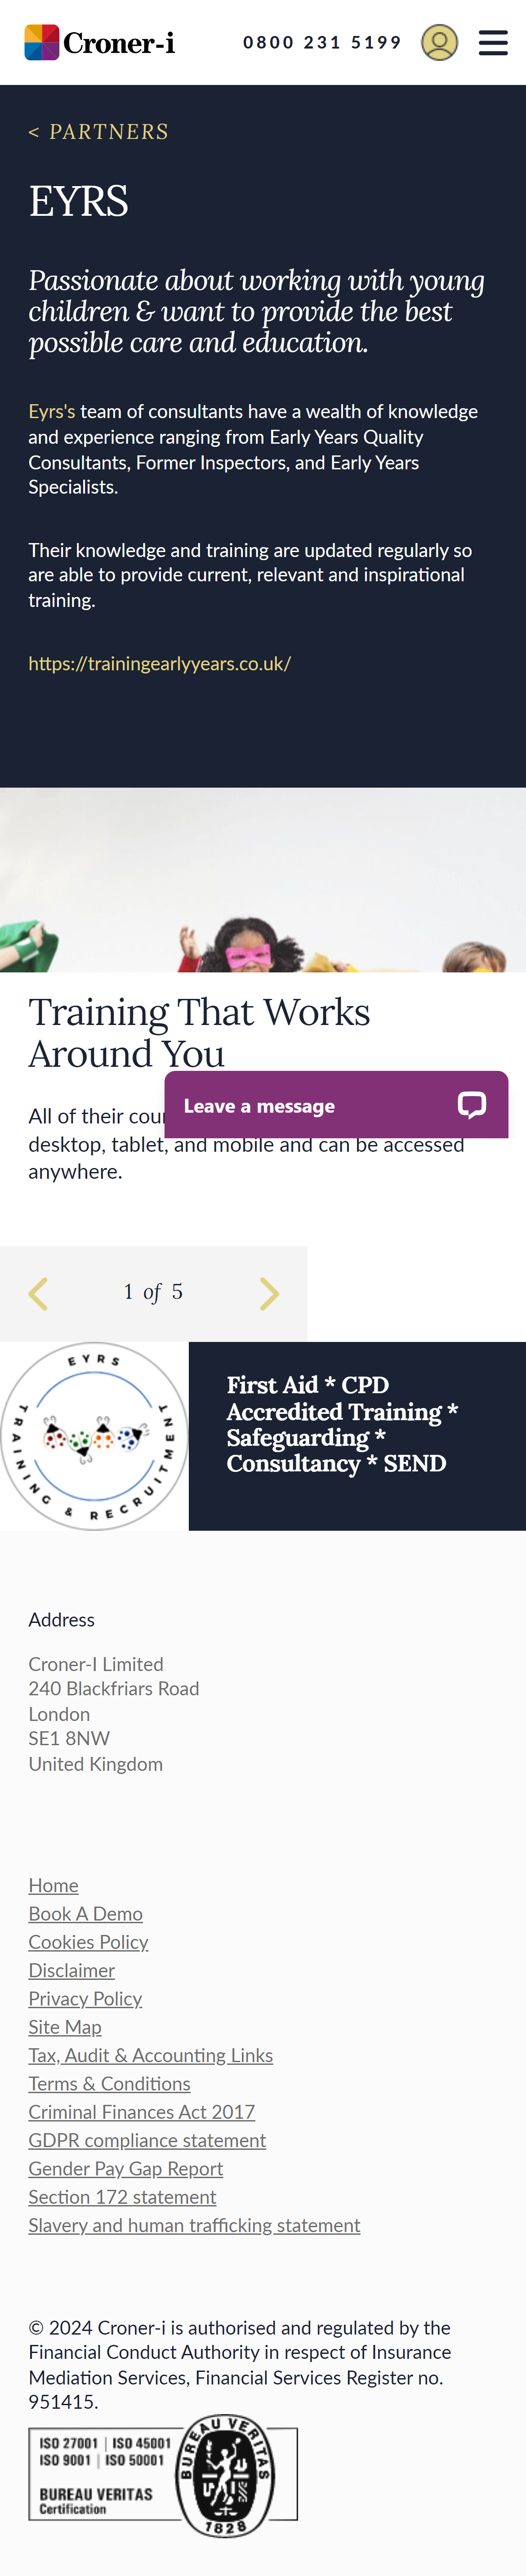 Croner-i
0800 231 5199
< PARTNERS
EYRS
Passionate about working with young
children & want to provide the best
possible care and education.
Eyrs's team of consultants have a wealth of knowledge
and experience ranging from Early Years Quality
Consultants, Former Inspectors, and Early Years
Specialists.
Their knowledge and training are updated regularly so
are able to provide current, relevant and inspirational
training.
https://trainingearlyyears.co.uk/
Training That Works
Around You
Leave a message
All of their
desktop, tablet, and mobile and can be accessed
anywhere.
1 of 5
EYRS
TRAINING & RECRUITMENT
First Aid * CPD
Accredited Training *
Safeguarding *
Consultancy * SEND
Address
Croner-I Limited
240 Blackfriars Road
London
SE1 8NW
United Kingdom
Home
Book A Demo
Cookies Policy
Disclaimer
Privacy Policy
Site Map
Tax, Audit & Accounting Links
Terms & Conditions
Criminal Finances Act 2017
GDPR compliance statement
Gender Pay Gap Report
Section 172 statement
Slavery and human trafficking statement
© 2024 Croner-i is authorised and regulated by the
Financial Conduct Authority in respect of Insurance
Mediation Services, Financial Services Register no.
951415.
ISO 27001 | ISO 45001
ISO 9001 | ISO 50001
BUREAU VERITAS
Certification
BUREAU VERITAS
1828